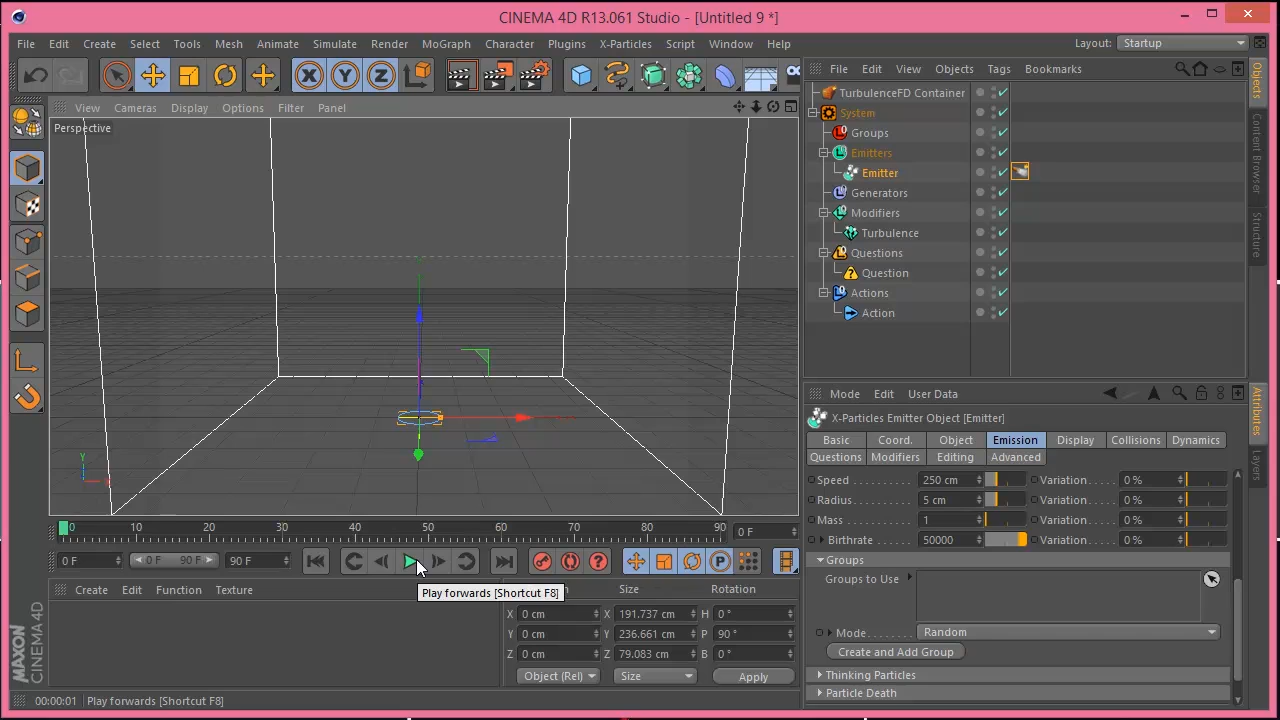 CINEMA 4D R13.061 Studio - [Untitled 9 *]
File Edit Create Select Tools Mesh Animate Simulate Render MoGraph Character Plugins X-Particles Script Window Help Layout: Startup
File Edit View Objects Tags Bookmarks
View Cameras Display Options Filter Panel
Perspective
TurbulenceFD Container
System
Groups
Emitters
Emitter
Generators
Modifiers
Turbulence
Questions
Question
Actions
Action
Objects
Content Browser
Structure
Mode Edit User Data
X-Particles Emitter Object [Emitter]
Basic Coord. Object Emission Display Collisions Dynamics
Questions Modifiers Editing Advanced
Speed 250 cm Variation 0 %
Radius 5 cm Variation 0 %
Mass 1 Variation 0 %
Birthrate 50000 Variation 0 %
Groups
Groups to Use
Mode Random
Create and Add Group
Thinking Particles
Particle Death
Attributes
Layers
Y
0 10 20 30 40 50 60 70 80 90 0 F
0 F 0 F 90 F 90 F
Play forwards [Shortcut F8]
Create Edit Function Texture
Size Rotation
X 0 cm X 191.737 cm H 0 °
Y 0 cm Y 236.661 cm P 90 °
Z 0 cm Z 79.083 cm B 0 °
Object (Rel) Size Apply
MAXON CINEMA 4D
00:00:01 Play forwards [Shortcut F8]